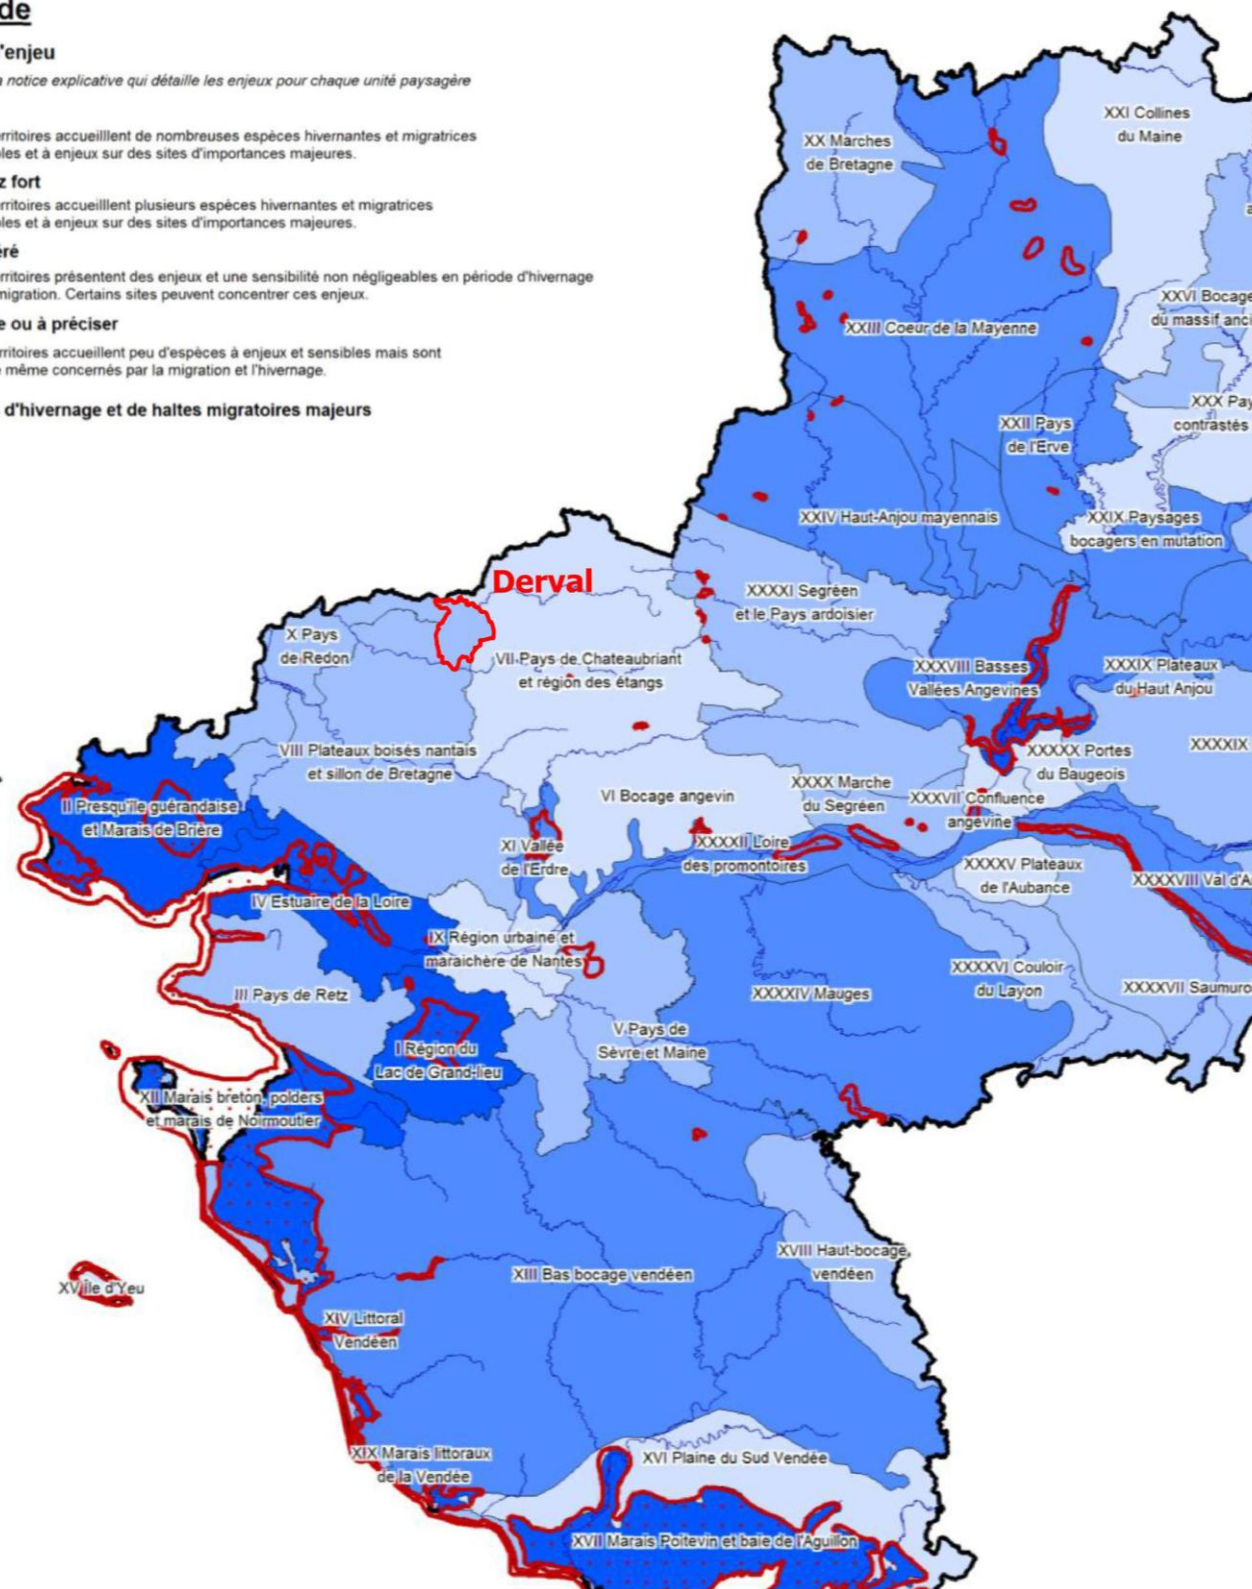 de
'enjeu
notice explicative qui détaille les enjeux pour chaque unité paysagère
rritoires accueilllent de nombreuses espèces hivernantes et migratrices
les et à enjeux sur des sites d'importances majeures.
z fort
rritoires accueilllent plusieurs espèces hivernantes et migratrices
les et à enjeux sur des sites d'importances majeures.
éré
rritoires présentent des enjeux et une sensibilité non négligeables en période d'hivernage
migration. Certains sites peuvent concentrer ces enjeux.
e ou à préciser
rritoires accueillent peu d'espèces à enjeux et sensibles mais sont
même concernés par la migration et l'hivernage.
d'hivernage et de haltes migratoires majeurs
XX Marches
de Bretagne
XXI Collines
du Maine
XXVI Bocage
du massif anci
XXIII Coeur de la Mayenne
XXX Pay
contrastés
XXII Pays
de l'Erve
XXIV Haut-Anjou mayennais
XXIX Paysages
bocagers en mutation
Derval
XXXXI Segréen
et le Pays ardoisier
X Pays
de Redon
VII Pays de Chateaubriant
et région des étangs
XXXVIII Basses
Vallées Angevines
XXXIX Plateaux
du Haut Anjou
VIII Plateaux boisés nantais
et sillon de Bretagne
XXXXIX
XXXXX Portes
du Baugeois
XXXX Marche
du Segréen
VI Bocage angevin
XXXVII Confluence
angevine
II Presqu'île guérandaise
et Marais de Brière
XI Vallée
de l'Erdre
XXXXII Loire
des promontoires
XXXXV Plateaux
de l'Aubance
XXXXVIII Val d'A
IV Estuaire de la Loire
IX Région urbaine et
maraichère de Nantes
XXXXVI Couloir
du Layon
XXXXVII Saumuro
III Pays de Retz
XXXXIV Mauges
V Pays de
Sèvre et Maine
I Région du
Lac de Grand-lieu
XII Marais breton, polders
et marais de Noirmoutier
XVIII Haut-bocage
vendéen
XIII Bas bocage vendéen
XV Île d'Yeu
XIV Littoral
Vendéen
XIX Marais littoraux
de la Vendée
XVI Plaine du Sud Vendée
XVII Marais Poitevin et baie de l'Aguillon